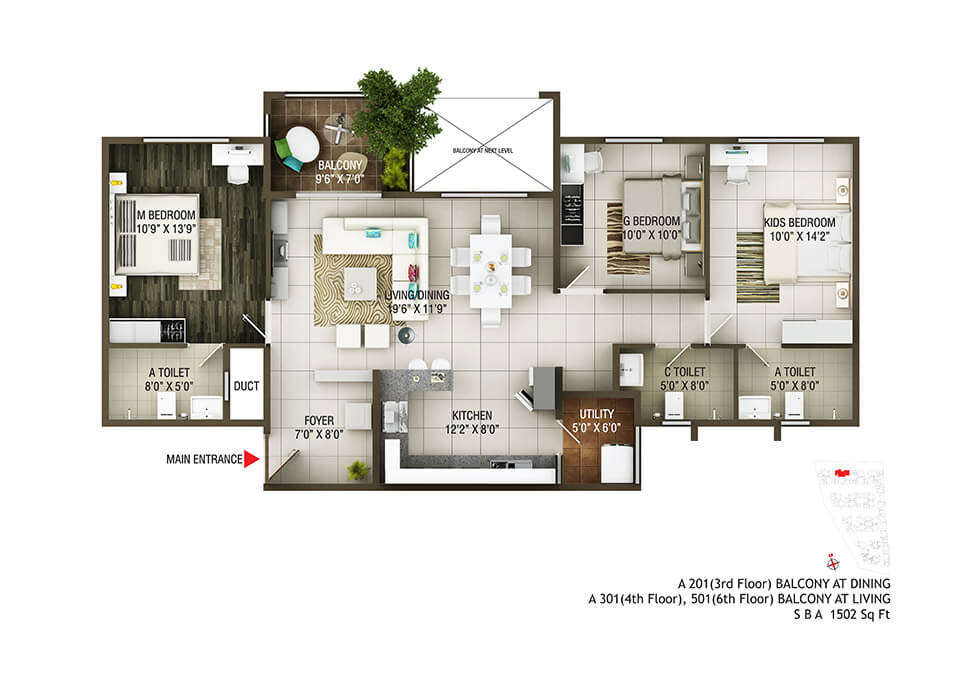 BALCONY
9'6" X 7'0"
BALCONY AT NEXT LEVEL
M BEDROOM
10'9" X 13'9"
G BEDROOM
10'0" X 10'0"
KIDS BEDROOM
10'0" X 14'2"
LIVING/DINING
19'6" X 11'9"
A TOILET
8'0" X 5'0"
DUCT
C TOILET
5'0" X 8'0"
A TOILET
5'0" X 8'0"
FOYER
7'0" X 8'0"
KITCHEN
12'2" X 8'0"
UTILITY
5'0" X 6'0"
MAIN ENTRANCE
A 201(3rd Floor) BALCONY AT DINING
A 301(4th Floor), 501(6th Floor) BALCONY AT LIVING
S B A 1502 Sq Ft